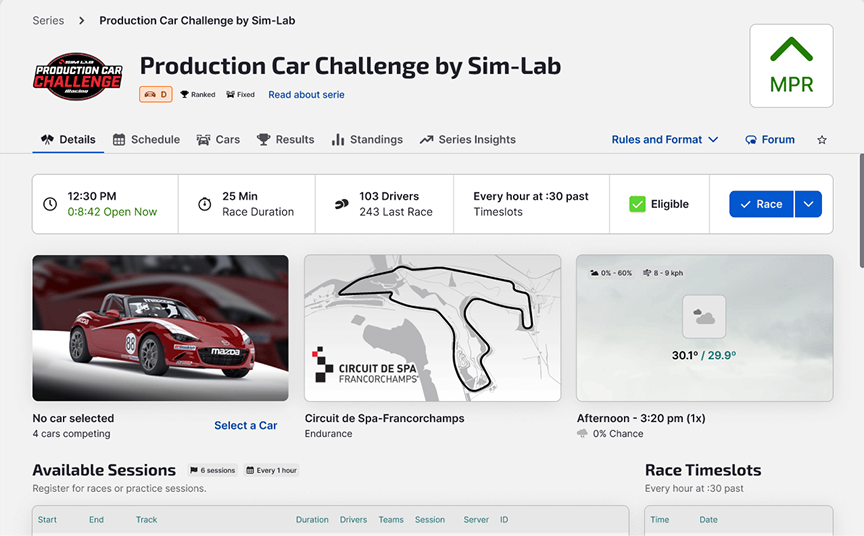 Series > Production Car Challenge by Sim-Lab
SIM-LAB
PRODUCTION CAR
CHALLENGE
iRacing
Production Car Challenge by Sim-Lab
D Ranked Fixed Read about serie
MPR
Details Schedule Cars Results Standings Series Insights Rules and Format Forum
12:30 PM
0:8:42 Open Now
25 Min
Race Duration
103 Drivers
243 Last Race
Every hour at :30 past
Timeslots
Eligible
Race
88
mazda
CIRCUIT DE SPA
FRANCORCHAMPS
0% - 60% 8 - 9 kph
30.1º / 29.9º
No car selected
4 cars competing
Select a Car
Circuit de Spa-Francorchamps
Endurance
Afternoon - 3:20 pm (1x)
0% Chance
Available Sessions 6 sessions Every 1 hour
Register for races or practice sessions.
Start End Track Duration Drivers Teams Session Server ID
Race Timeslots
Every hour at :30 past
Time Date